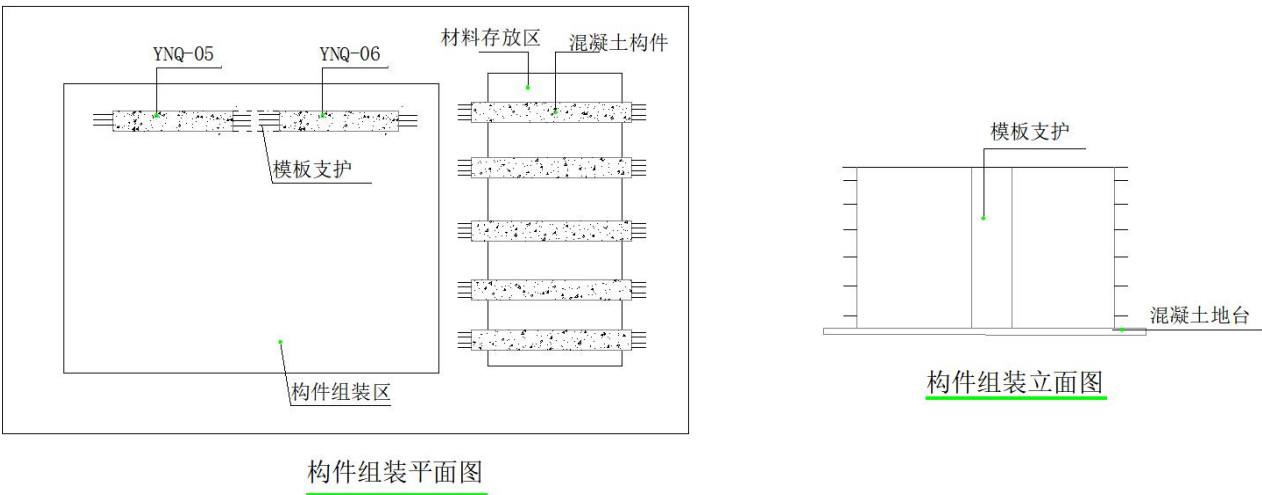 材料存放区
混凝土构件
YNQ-05
YNQ-06
模板支护
构件组装区
构件组装平面图
模板支护
混凝土地台
构件组装立面图